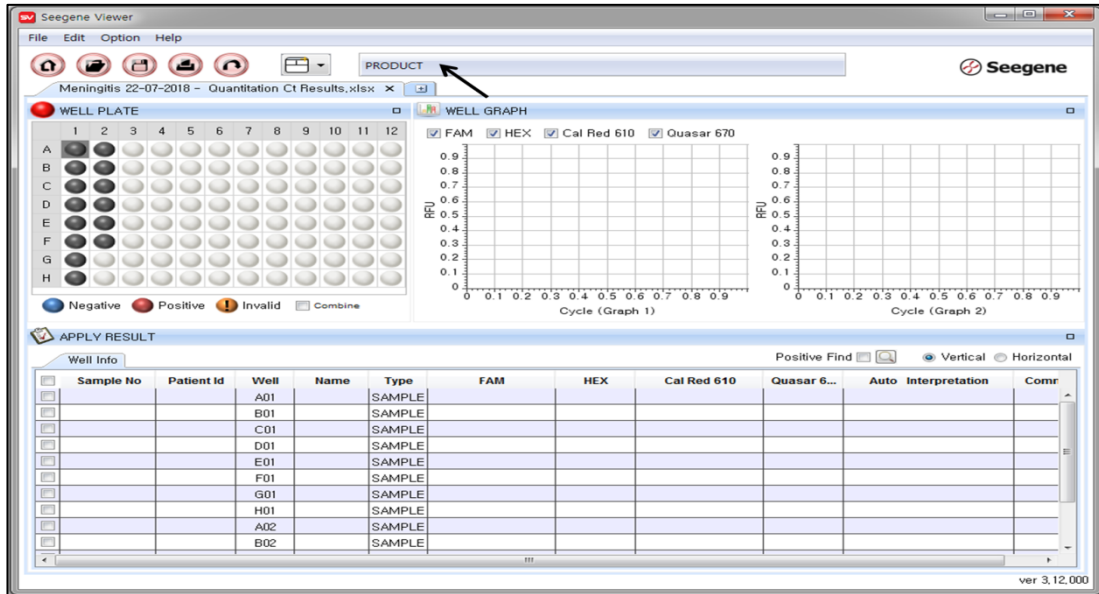 Seegene Viewer
File Edit Option Help
PRODUCT
Seegene
Meningitis 22-07-2018 - Quantitation Ct Results,xlsx
WELL PLATE
WELL GRAPH
1 2 3 4 5 6 7 8 9 10 11 12
A
B
C
D
E
F
G
H
Negative Positive Invalid Combine
FAM HEX Cal Red 610 Quasar 670
0.9
0.8
0.7
0.6
0.5
0.4
0.3
0.2
0.1
0
RFU
0 0.1 0.2 0.3 0.4 0.5 0.6 0.7 0.8 0.9
Cycle (Graph 1)
0.9
0.8
0.7
0.6
0.5
0.4
0.3
0.2
0.1
0
RFU
0 0.1 0.2 0.3 0.4 0.5 0.6 0.7 0.8 0.9
Cycle (Graph 2)
APPLY RESULT
Well Info
Positive Find Vertical Horizontal
Sample No Patient Id Well Name Type FAM HEX Cal Red 610 Quasar 6... Auto Interpretation Comr
A01 SAMPLE
B01 SAMPLE
C01 SAMPLE
D01 SAMPLE
E01 SAMPLE
F01 SAMPLE
G01 SAMPLE
H01 SAMPLE
A02 SAMPLE
B02 SAMPLE
ver 3,12,000